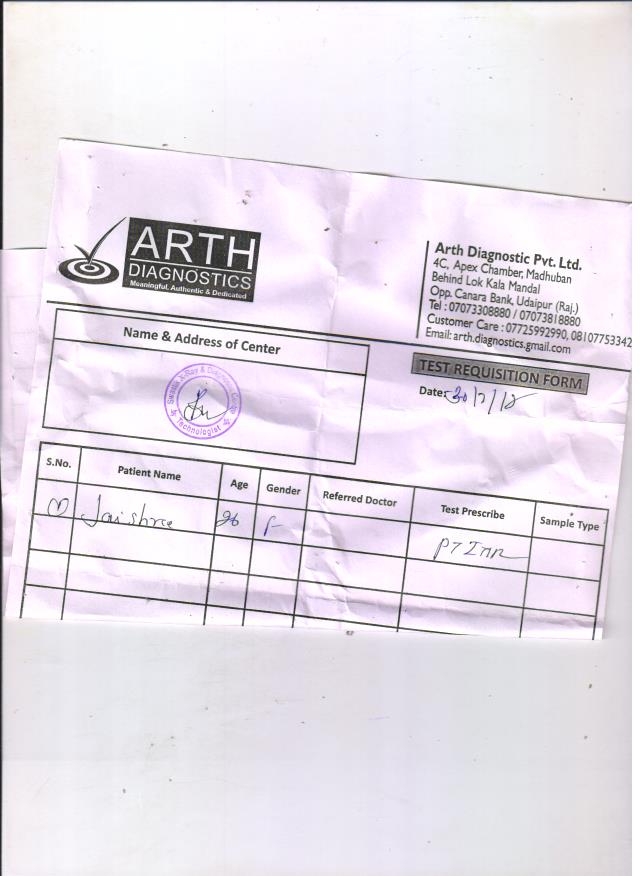 ARTH
DIAGNOSTICS
Meaningful, Authentic & Dedicated
Arth Diagnostic Pvt. Ltd.
4C, Apex Chamber, Madhuban
Behind Lok Kala Mandal
Opp. Canara Bank, Udaipur (Raj.)
Tel : 07073308880 / 07073818880
Customer Care : 07725992990, 08107753342
Email: arth.diagnostics.gmail.com
Name & Address of Center
TEST REQUISITION FORM
Date:
X-Ray &
Technologist
S.No. Patient Name Age Gender Referred Doctor Test Prescribe Sample Type
Jaishree 26 F PT INR